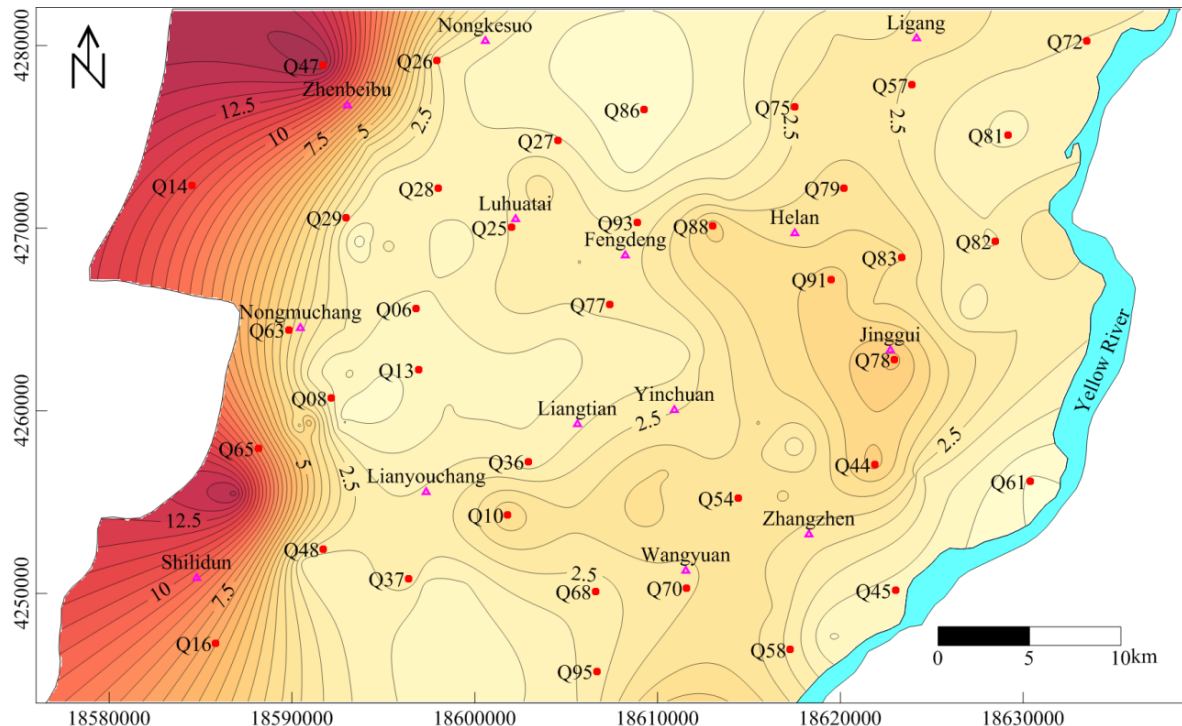 Nongkesuo
Ligang
4280000
N
Q72
Q26
Q47
Q57
Zhenbeibu
12.5
Q86
Q75
2.5
2.5
2.5
5
10
7.5
Q81
Q27
Q14
Q28
Q79
Luhuatai
Q29
4270000
Q25
Q93
Q88
Helan
Fengdeng
Q82
Q83
Q91
Q06
Q77
Nongmuchang
Q63
Jinggui
Yellow River
Q78
Q13
Q08
Yinchuan
4260000
Liangtian
2.5
2.5
Q65
5
2.5
Q36
Q44
Lianyouchang
Q61
Q54
12.5
Q10
Zhangzhen
Q48
Shilidun
Wangyuan
2.5
10
7.5
Q37
Q68
Q70
Q45
4250000
Q16
Q58
Q95
0
5
10km
18580000
18590000
18600000
18610000
18620000
18630000